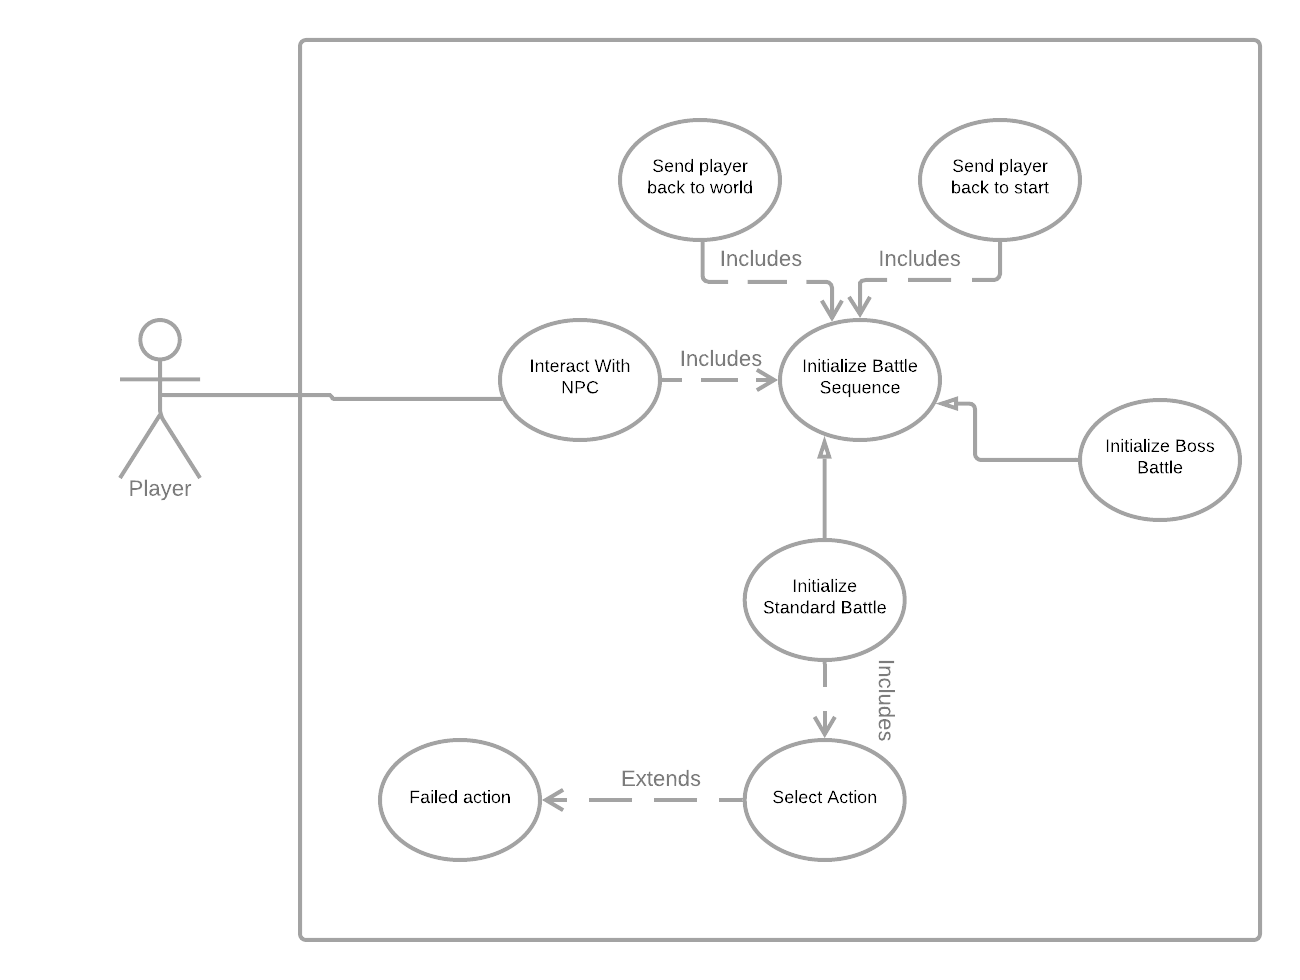 Send player
back to world
Send player
back to start
Includes
Includes
Interact With
NPC
Includes
Initialize Battle
Sequence
Initialize Boss
Battle
Player
Initialize
Standard Battle
Includes
Failed action
Extends
Select Action